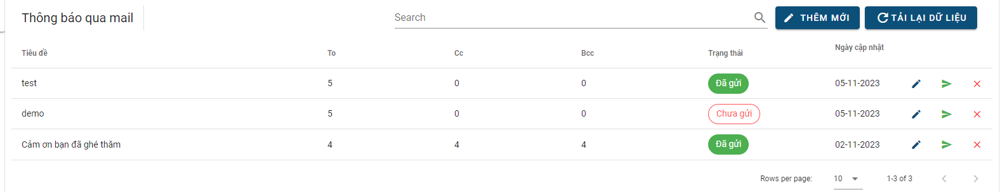 Thông báo qua mail
Search
THÊM MỚI
TẢI LẠI DỮ LIỆU
Tiêu đề To Cc Bcc Trạng thái Ngày cập nhật
test 5 0 0 Đã gửi 05-11-2023
demo 5 0 0 Chưa gửi 05-11-2023
Cảm ơn bạn đã ghé thăm 4 4 4 Đã gửi 02-11-2023
Rows per page: 10 1-3 of 3